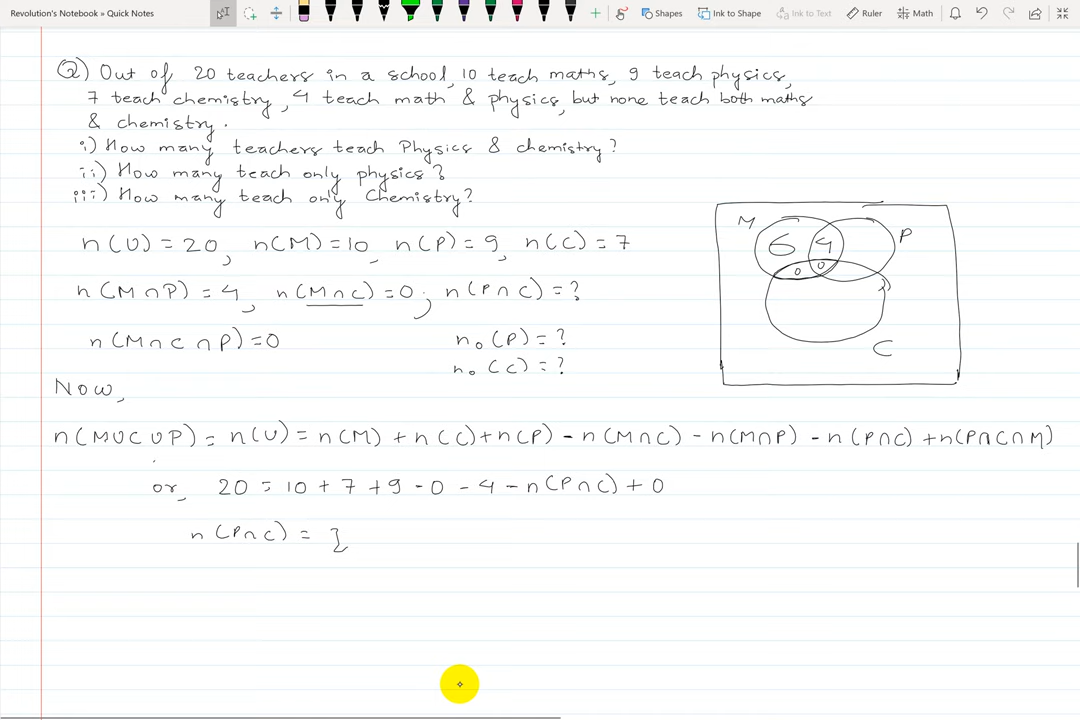 Revolution's Notebook » Quick Notes
Shapes Ink to Shape Ink to Text Ruler Math
Q) Out of 20 teachers in a school, 10 teach maths, 9 teach physics,
7 teach chemistry, 4 teach math & physics, but none teach both maths
& chemistry.
i) How many teachers teach Physics & chemistry?
ii) How many teach only physics?
iii) How many teach only Chemistry?
n(U) = 20, n(M) = 10, n(P) = 9, n(C) = 7
n(M∩P) = 4, n(M∩C) = 0; n(P∩C) = ?
n(M∩C∩P) = 0
n₀(P) = ?
n₀(C) = ?
M 6 4 P
0 0
C
Now,
n(M∪C∪P) = n(U) = n(M) + n(C) + n(P) - n(M∩C) - n(M∩P) - n(P∩C) + n(P∩C∩M)
or, 20 = 10 + 7 + 9 - 0 - 4 - n(P∩C) + 0
n(P∩C) =